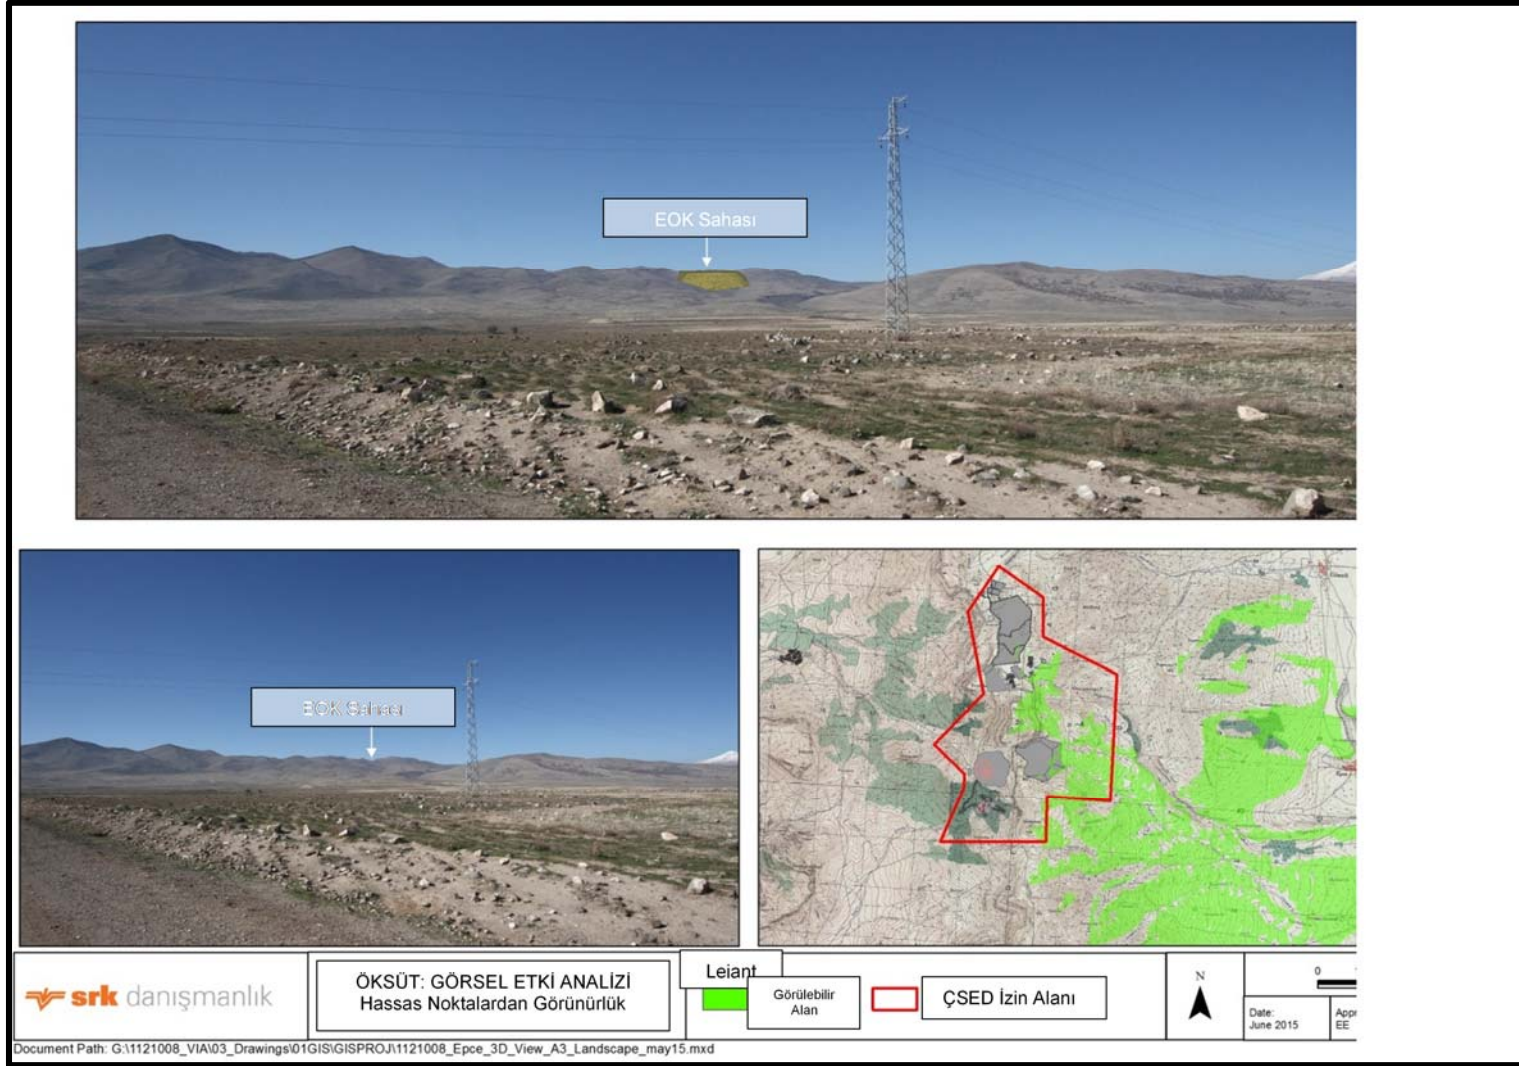 EOK Sahası
EOK Sahası
srk danışmanlık
ÖKSÜT: GÖRSEL ETKİ ANALİZİ
Hassas Noktalardan Görünürlük
Lejant
Görülebilir
Alan
ÇSED İzin Alanı
N
0
Date:
June 2015
Appr
EE
Document Path: G:\1121008_VIA\03_Drawings\01GIS\GISPROJ\1121008_Epce_3D_View_A3_Landscape_may15.mxd